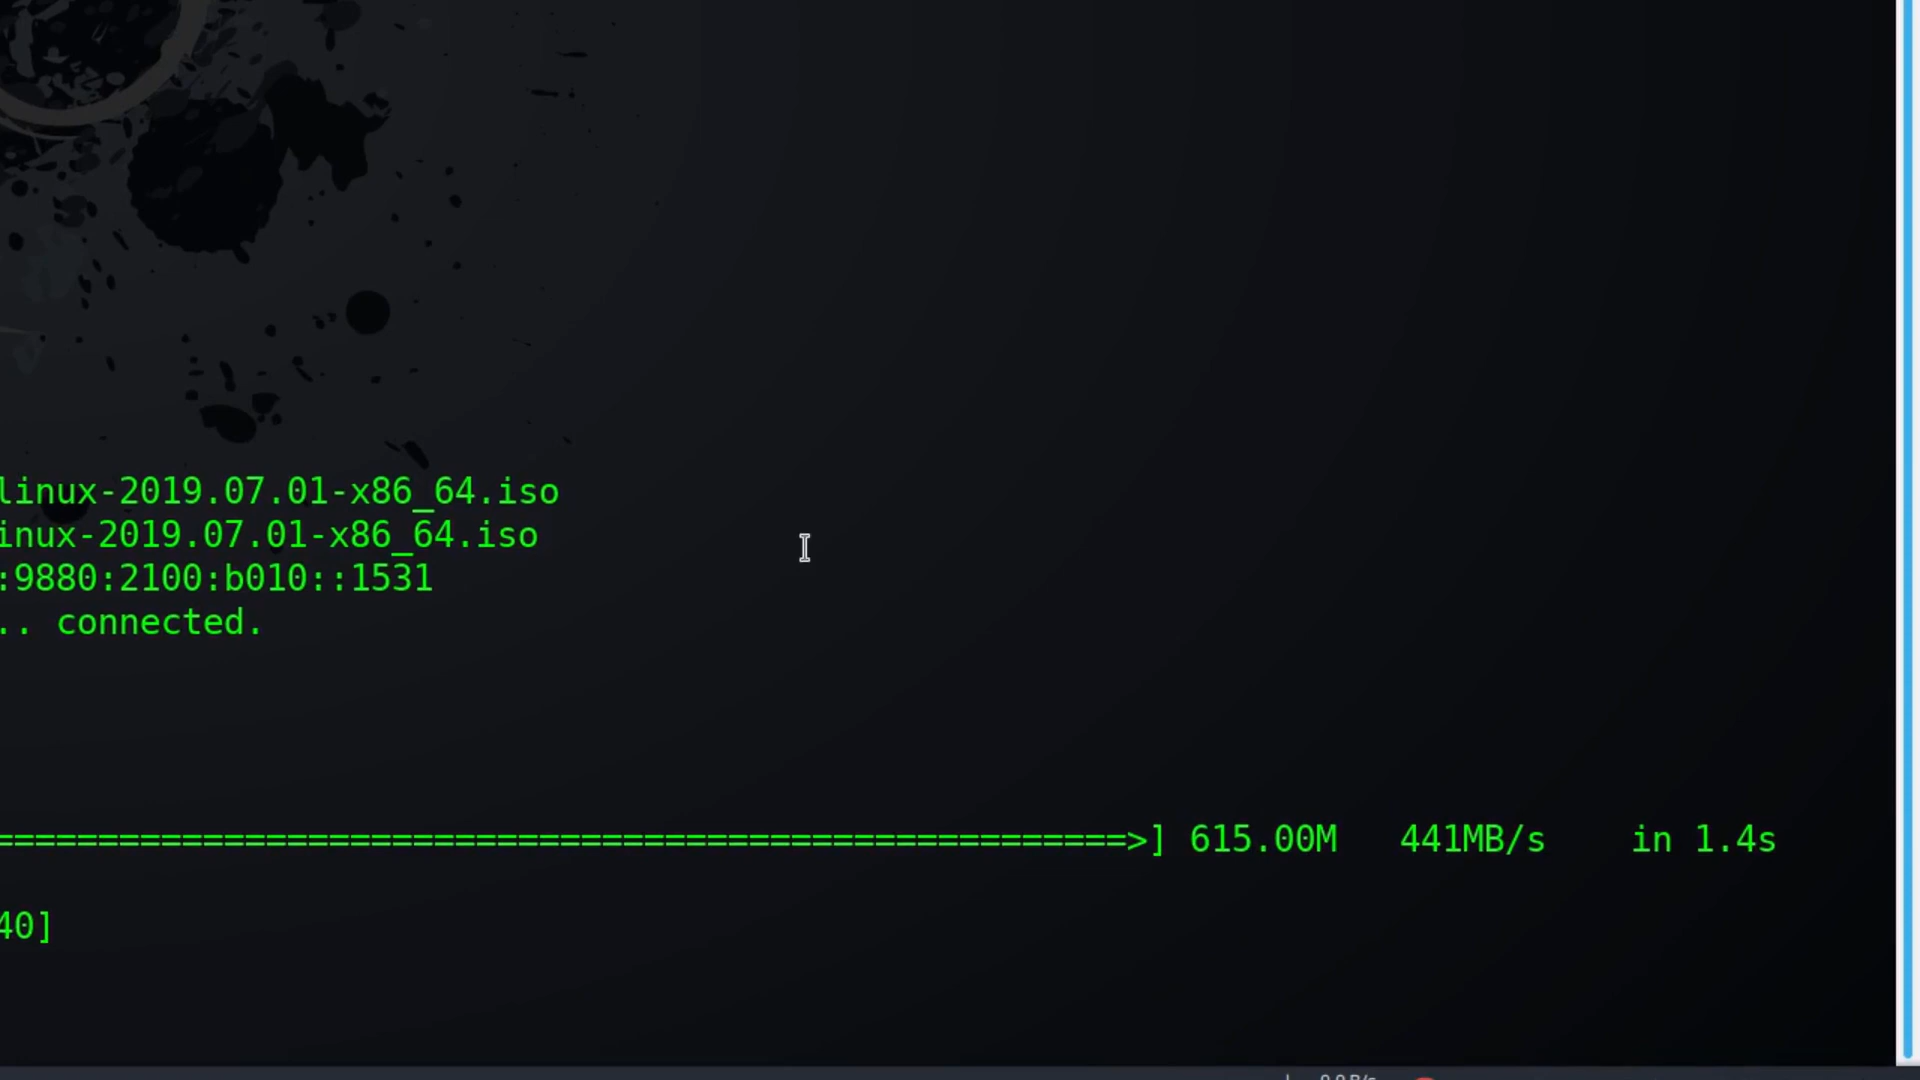 linux-2019.07.01-x86_64.iso
inux-2019.07.01-x86_64.iso
:9880:2100:b010::1531
.. connected.
=====================================================>] 615.00M   441MB/s    in 1.4s
40]